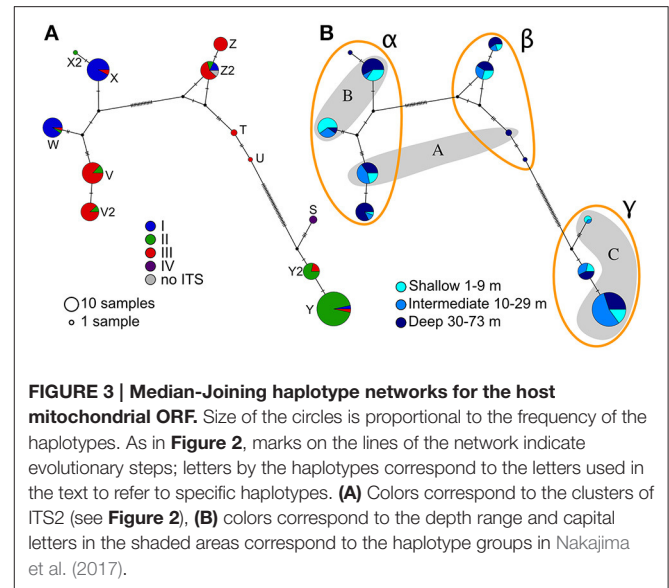 A
X2
X
Z
Z2
W
V
V2
T
U
S
Y2
Y
I
II
III
IV
no ITS
10 samples
1 sample
B
α
β
B
A
γ
C
Shallow 1-9 m
Intermediate 10-29 m
Deep 30-73 m
FIGURE 3 | Median-Joining haplotype networks for the host
mitochondrial ORF. Size of the circles is proportional to the frequency of the
haplotypes. As in Figure 2, marks on the lines of the network indicate
evolutionary steps; letters by the haplotypes correspond to the letters used in
the text to refer to specific haplotypes. (A) Colors correspond to the clusters of
ITS2 (see Figure 2), (B) colors correspond to the depth range and capital
letters in the shaded areas correspond to the haplotype groups in Nakajima
et al. (2017).